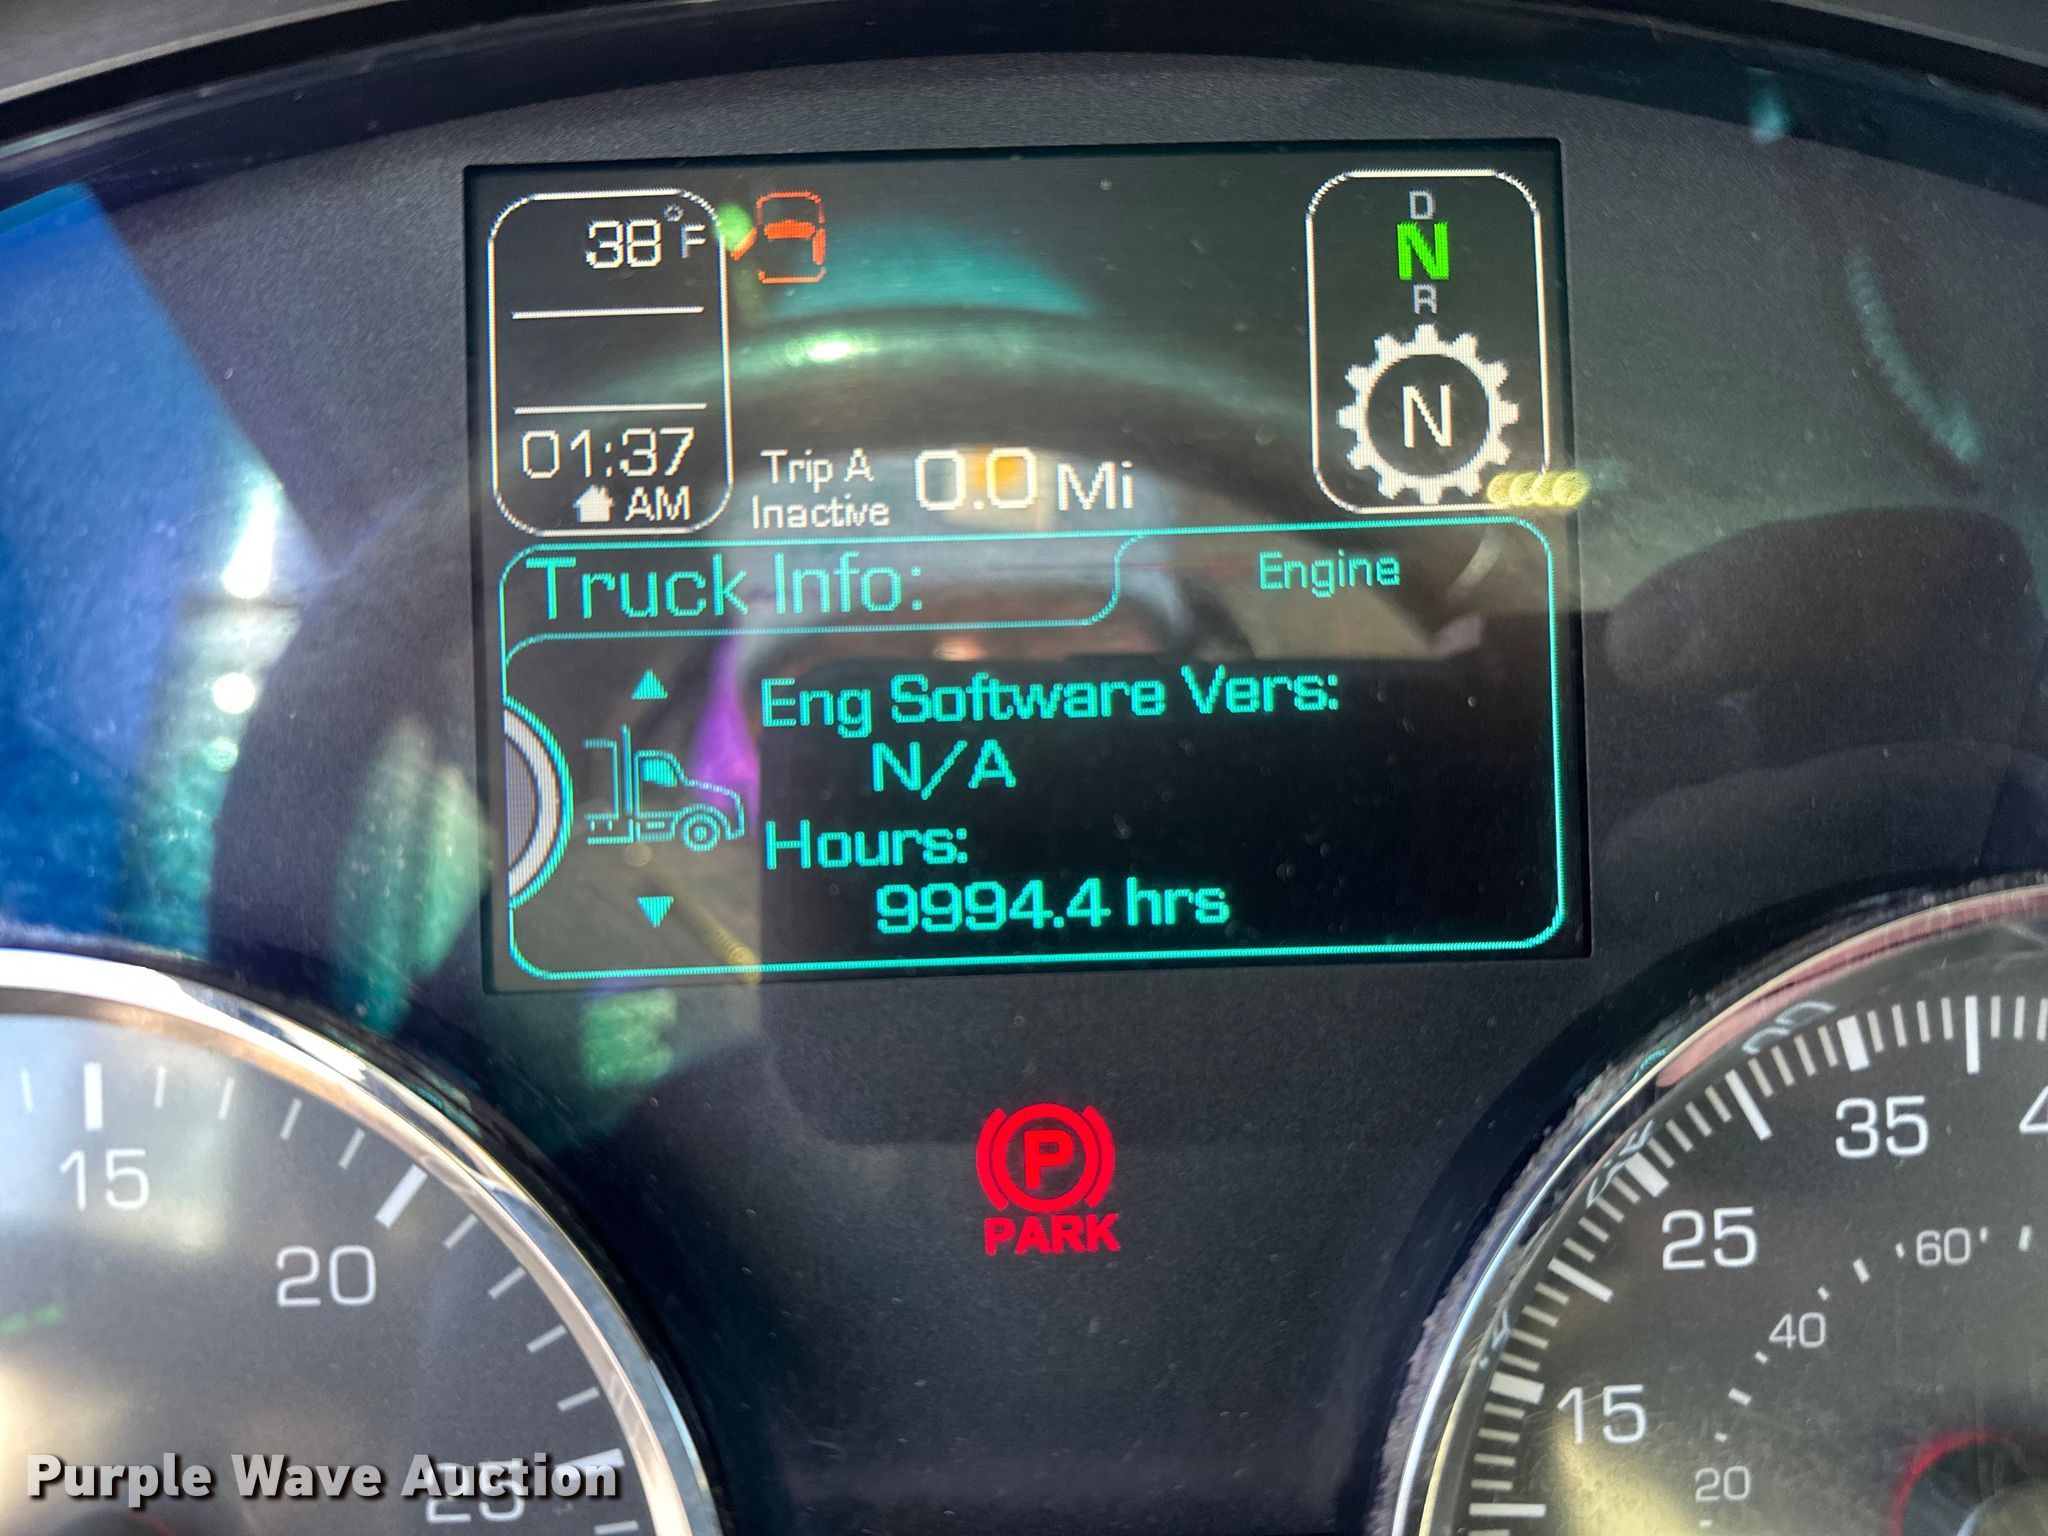 38°F
D
N
R
N
01:37
AM
Trip A
Inactive
0.0 Mi
Truck Info:
Engine
Eng Software Vers:
N/A
Hours:
9994.4 hrs
P
PARK
15
20
25
15
25
35
20
40
60
Purple Wave Auction